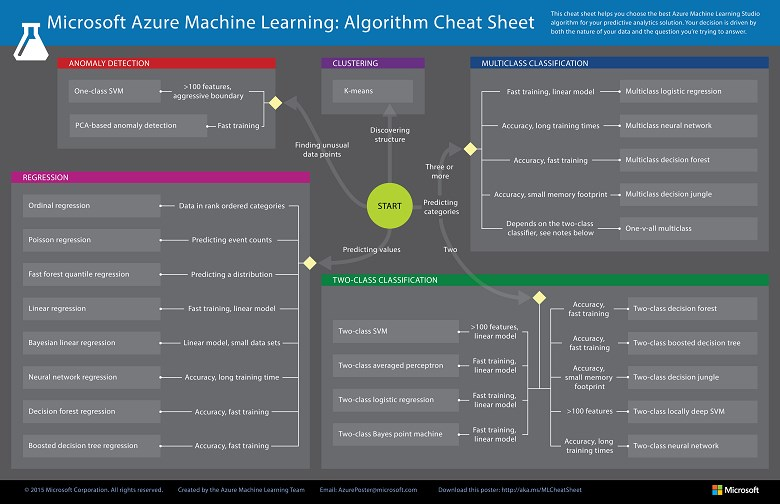 Microsoft Azure Machine Learning: Algorithm Cheat Sheet
This cheat sheet helps you choose the best Azure Machine Learning Studio
algorithm for your predictive analytics solution. Your decision is driven by
both the nature of your data and the question you're trying to answer.
ANOMALY DETECTION
One-class SVM
>100 features,
aggressive boundary
PCA-based anomaly detection
Fast training
CLUSTERING
K-means
MULTICLASS CLASSIFICATION
Fast training, linear model
Multiclass logistic regression
Accuracy, long training times
Multiclass neural network
Accuracy, fast training
Multiclass decision forest
Accuracy, small memory footprint
Multiclass decision jungle
Depends on the two-class
classifier, see notes below
One-v-all multiclass
Finding unusual
data points
Discovering
structure
Three or
more
START
Predicting
categories
Predicting values
Two
REGRESSION
Ordinal regression
Data in rank ordered categories
Poisson regression
Predicting event counts
Fast forest quantile regression
Predicting a distribution
Linear regression
Fast training, linear model
Bayesian linear regression
Linear model, small data sets
Neural network regression
Accuracy, long training time
Decision forest regression
Accuracy, fast training
Boosted decision tree regression
Accuracy, fast training
TWO-CLASS CLASSIFICATION
Two-class SVM
>100 features,
linear model
Two-class averaged perceptron
Fast training,
linear model
Two-class logistic regression
Fast training,
linear model
Two-class Bayes point machine
Fast training,
linear model
Accuracy,
fast training
Two-class decision forest
Accuracy,
fast training
Two-class boosted decision tree
Accuracy,
small memory
footprint
Two-class decision jungle
>100 features
Two-class locally deep SVM
Accuracy, long
training times
Two-class neural network
© 2015 Microsoft Corporation. All rights reserved.
Created by the Azure Machine Learning Team
Email: AzurePoster@microsoft.com
Download this poster: http://aka.ms/MLCheatSheet
Microsoft